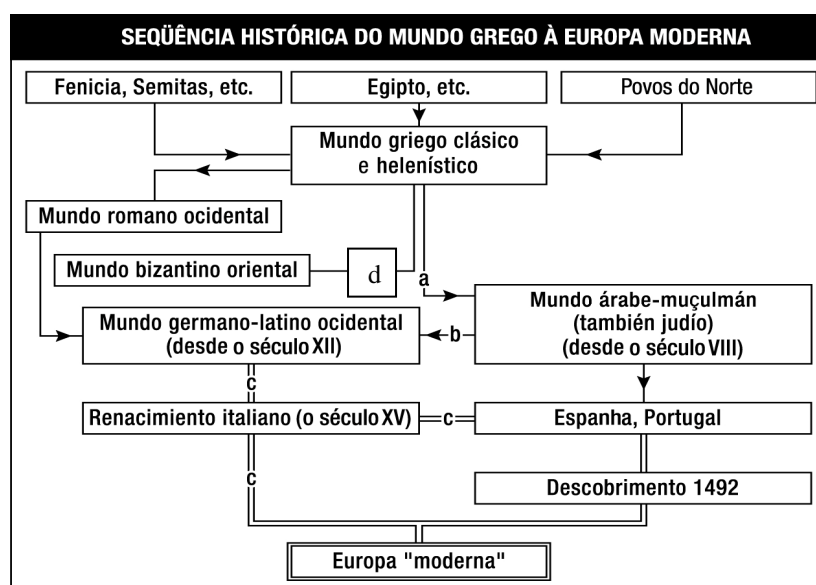 SEQÜÊNCIA HISTÓRICA DO MUNDO GREGO À EUROPA MODERNA
Fenicia, Semitas, etc.
Egipto, etc.
Povos do Norte
Mundo griego clásico
e helenístico
Mundo romano ocidental
Mundo bizantino oriental
d
a
Mundo germano-latino ocidental
(desde o século XII)
b
Mundo árabe-muçulmán
(também judío)
(desde o século VIII)
c
Renacimiento italiano (o século XV)
c
Espanha, Portugal
c
Descobrimento 1492
Europa "moderna"